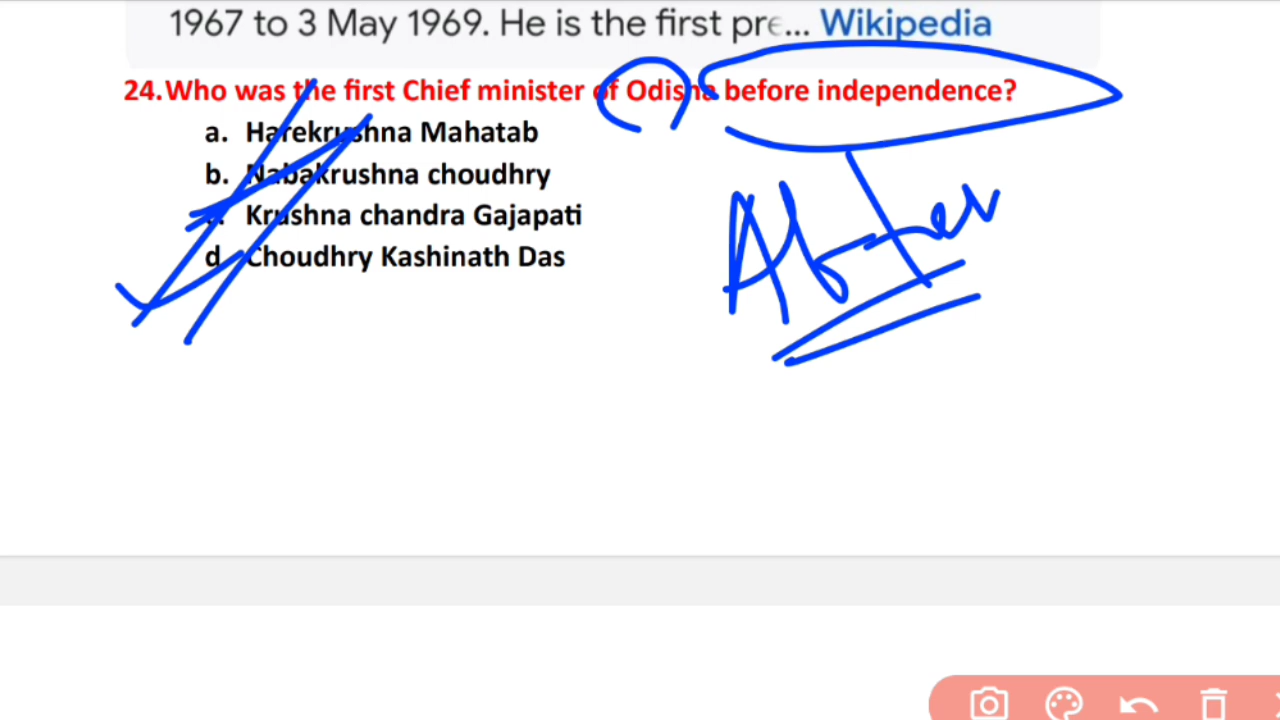 1967 to 3 May 1969. He is the first pre... Wikipedia
24. Who was the first Chief minister of Odisha before independence?
a. Harekrushna Mahatab
b. Nabakrushna choudhry
Krushna chandra Gajapati
d. Choudhry Kashinath Das
After